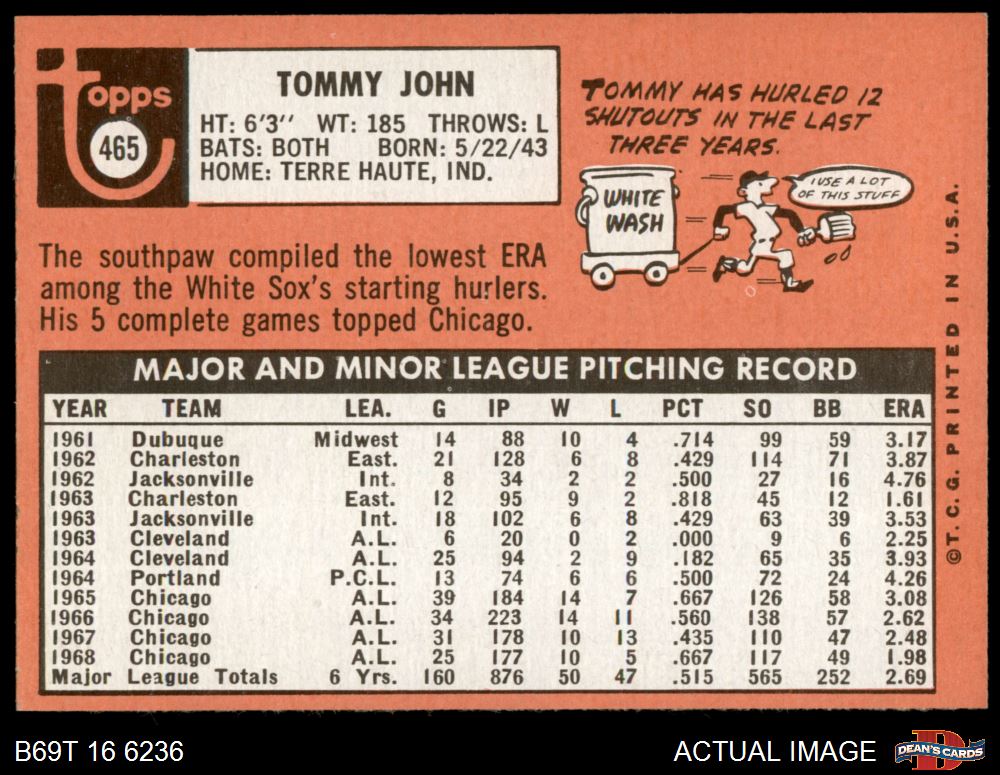 Topps
465
TOMMY JOHN
HT: 6'3" WT: 185 THROWS: L
BATS: BOTH BORN: 5/22/43
HOME: TERRE HAUTE, IND.
TOMMY HAS HURLED 12
SHUTOUTS IN THE LAST
THREE YEARS.
WHITE
WASH
I USE A LOT
OF THIS STUFF
The southpaw compiled the lowest ERA
among the White Sox's starting hurlers.
His 5 complete games topped Chicago.
MAJOR AND MINOR LEAGUE PITCHING RECORD
YEAR TEAM LEA. G IP W L PCT SO BB ERA
1961 Dubuque Midwest 14 88 10 4 .714 99 59 3.17
1962 Charleston East. 21 128 6 8 .429 114 71 3.87
1962 Jacksonville Int. 8 34 2 2 .500 27 16 4.76
1963 Charleston East. 12 95 9 2 .818 45 12 1.61
1963 Jacksonville Int. 18 102 6 8 .429 63 39 3.53
1963 Cleveland A.L. 6 20 0 2 .000 9 6 2.25
1964 Cleveland A.L. 25 94 2 9 .182 65 35 3.93
1964 Portland P.C.L. 13 74 6 6 .500 72 24 4.26
1965 Chicago A.L. 39 184 14 7 .667 126 58 3.08
1966 Chicago A.L. 34 223 14 11 .560 138 57 2.62
1967 Chicago A.L. 31 178 10 13 .435 110 47 2.48
1968 Chicago A.L. 25 177 10 5 .667 117 49 1.98
Major League Totals 6 Yrs. 160 876 50 47 .515 565 252 2.69
©T.C.G. PRINTED IN U.S.A.
B69T 16 6236
ACTUAL IMAGE
DEAN'S CARDS